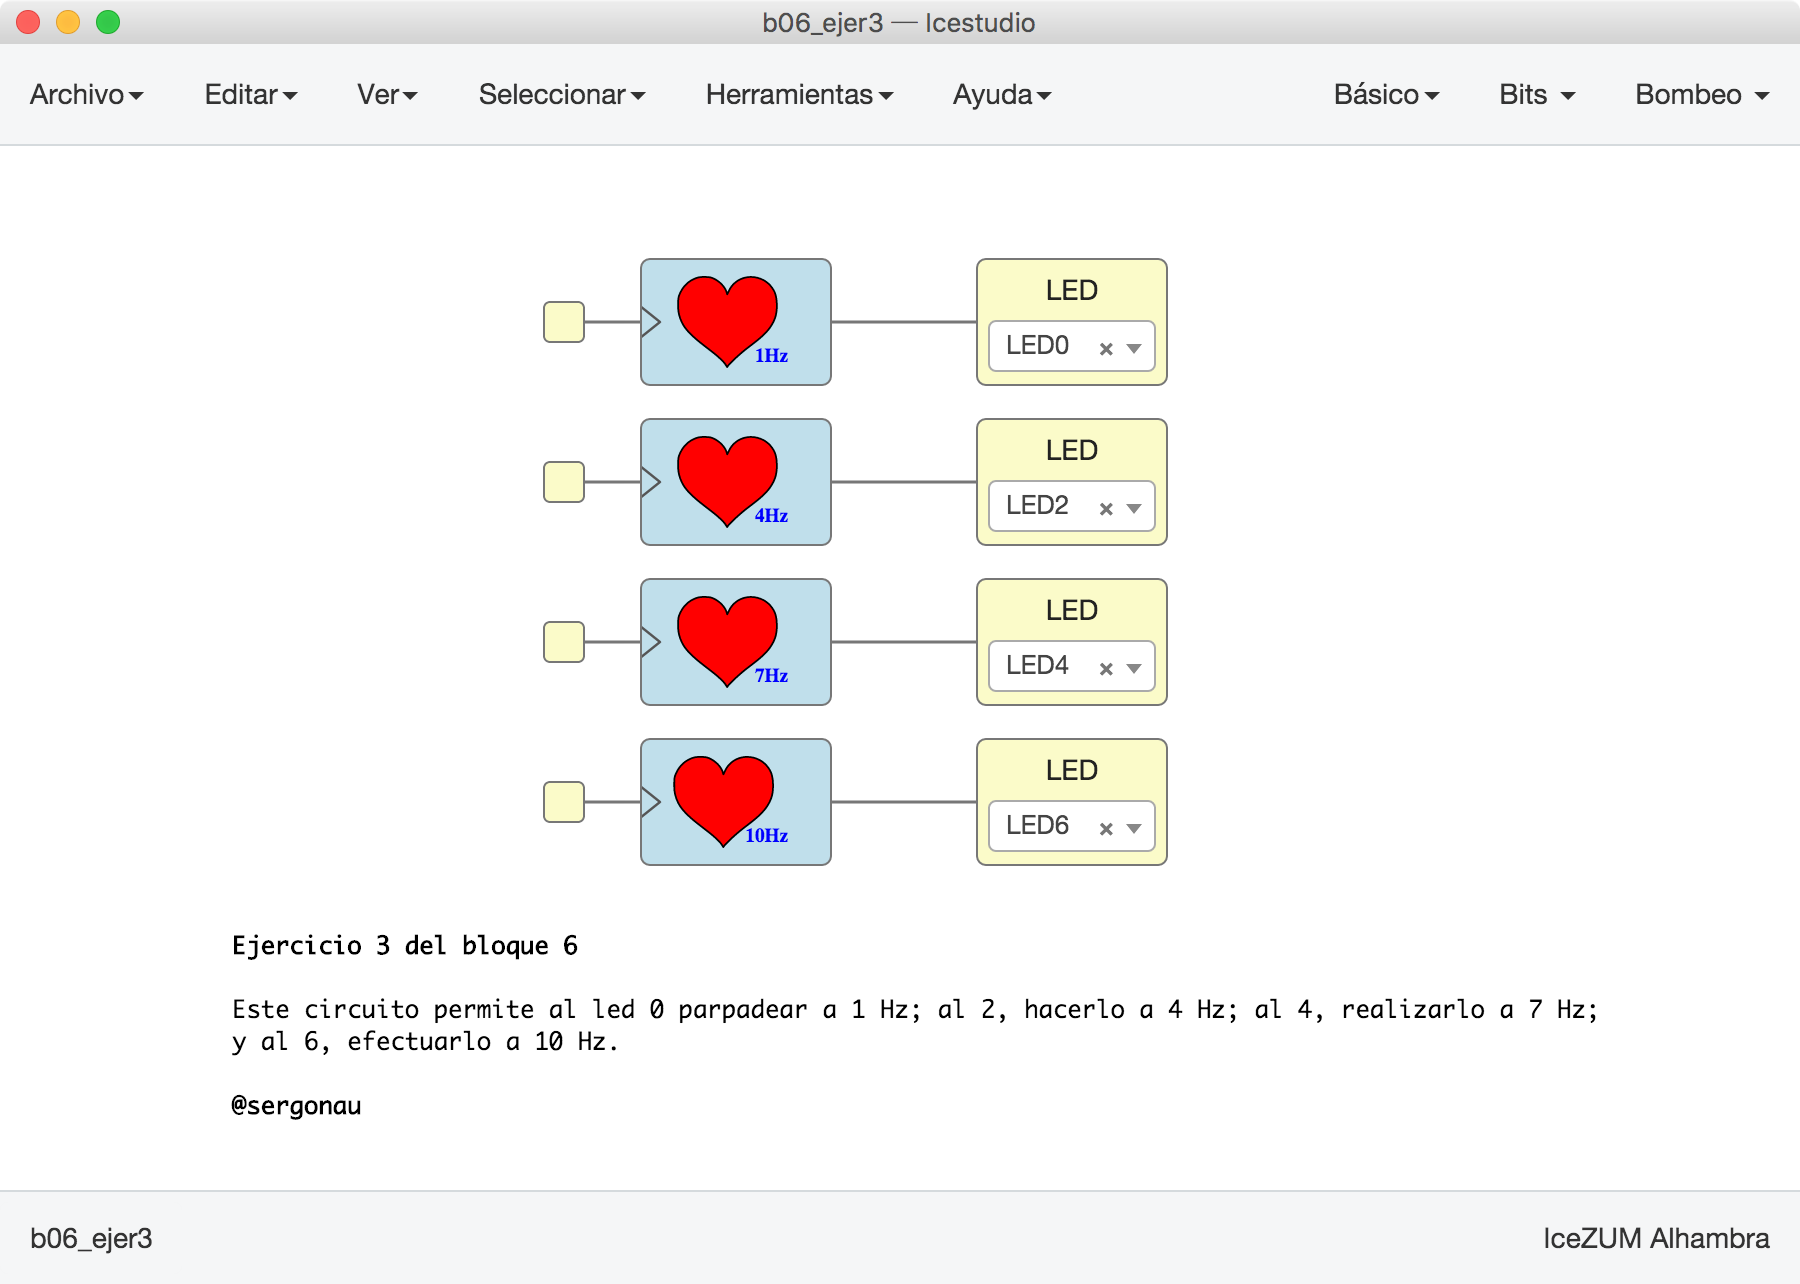 b06_ejer3 — Icestudio
Archivo Editar Ver Seleccionar Herramientas Ayuda Básico Bits Bombeo
1Hz
LED
LED0
4Hz
LED
LED2
7Hz
LED
LED4
10Hz
LED
LED6
Ejercicio 3 del bloque 6
Este circuito permite al led 0 parpadear a 1 Hz; al 2, hacerlo a 4 Hz; al 4, realizarlo a 7 Hz;
y al 6, efectuarlo a 10 Hz.
@sergonau
b06_ejer3 IceZUM Alhambra